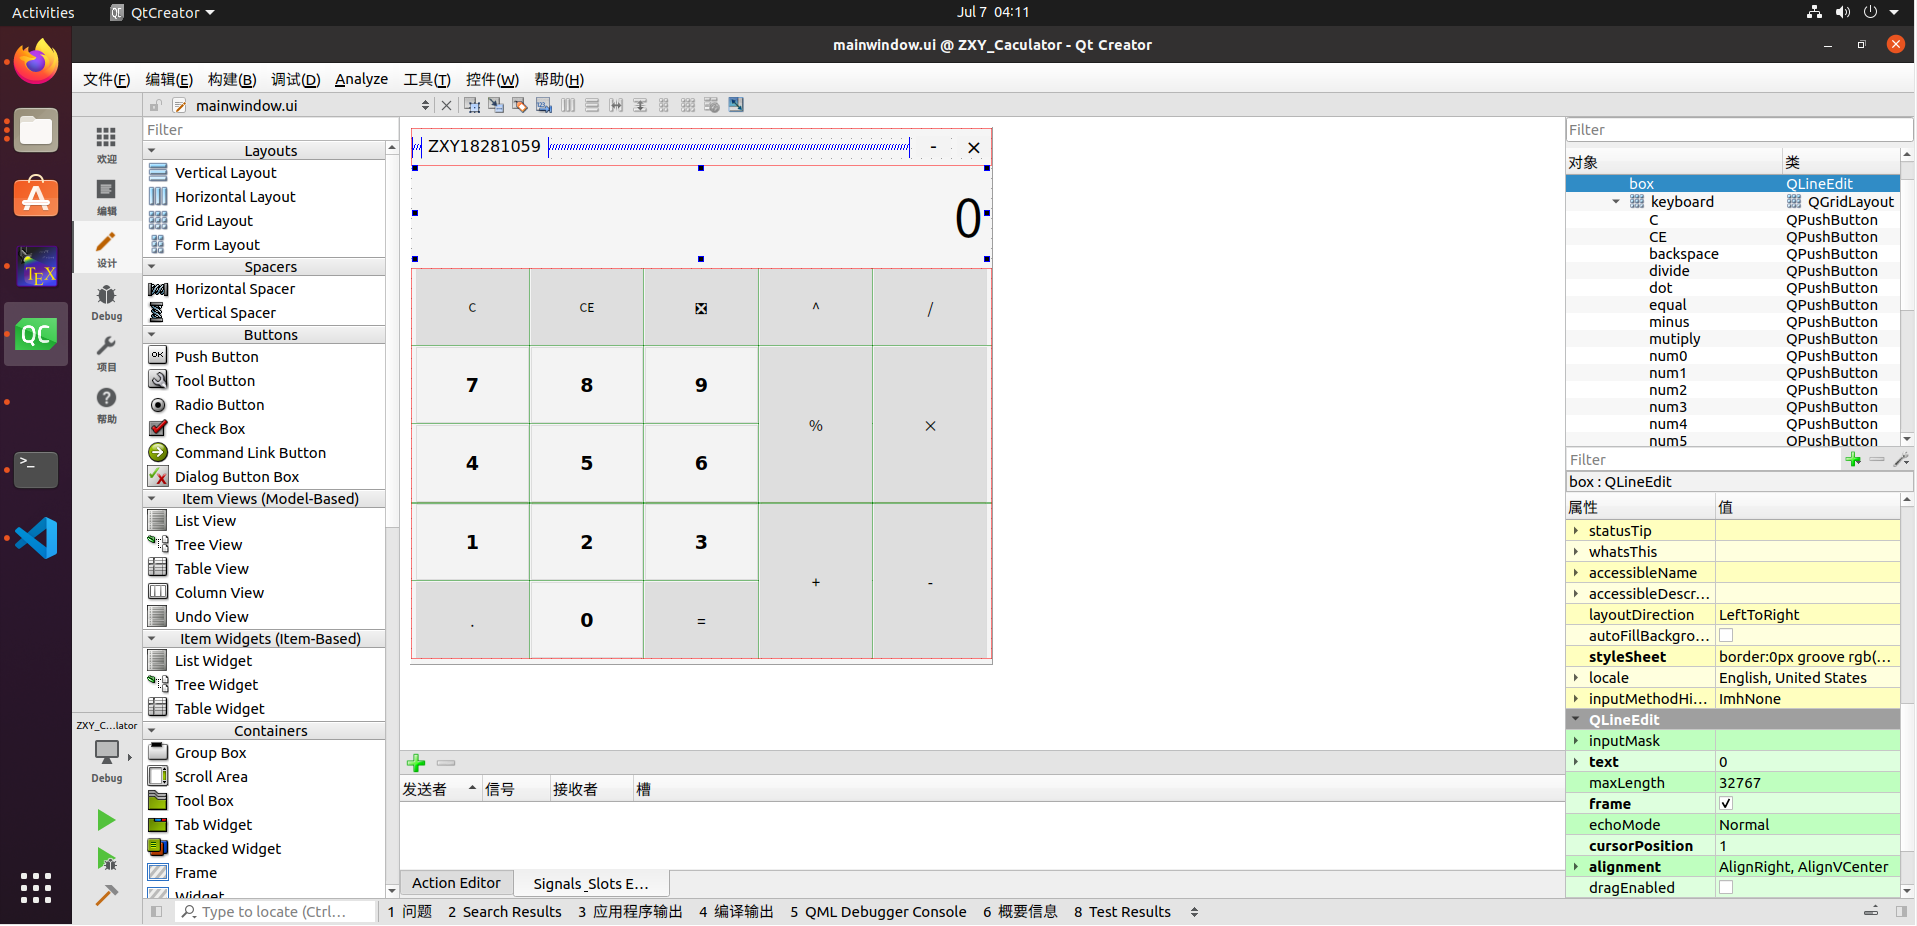 Activities QtCreator Jul 7 04:11
mainwindow.ui @ ZXY_Caculator - Qt Creator
文件(F) 编辑(E) 构建(B) 调试(D) Analyze 工具(T) 控件(W) 帮助(H)
mainwindow.ui
欢迎
编辑
设计
Debug
项目
帮助
ZXY_C...lator
Debug
Filter
Layouts
Vertical Layout
Horizontal Layout
Grid Layout
Form Layout
Spacers
Horizontal Spacer
Vertical Spacer
Buttons
OK Push Button
Tool Button
Radio Button
Check Box
Command Link Button
Dialog Button Box
Item Views (Model-Based)
List View
Tree View
Table View
Column View
Undo View
Item Widgets (Item-Based)
List Widget
Tree Widget
Table Widget
Containers
Group Box
Scroll Area
Tool Box
Tab Widget
Stacked Widget
Frame
Widget
ZXY18281059 - ×
0
C CE ^ /
7 8 9
% ×
4 5 6
1 2 3
+ -
. 0 =
发送者 信号 接收者 槽
Action Editor Signals_Slots E...
Filter
对象 类
box QLineEdit
keyboard QGridLayout
C QPushButton
CE QPushButton
backspace QPushButton
divide QPushButton
dot QPushButton
equal QPushButton
minus QPushButton
mutiply QPushButton
num0 QPushButton
num1 QPushButton
num2 QPushButton
num3 QPushButton
num4 QPushButton
num5 QPushButton
Filter
box : QLineEdit
属性 值
statusTip
whatsThis
accessibleName
accessibleDescr...
layoutDirection LeftToRight
autoFillBackgro...
styleSheet border:0px groove rgb(...
locale English, United States
inputMethodHi... ImhNone
QLineEdit
inputMask
text 0
maxLength 32767
frame
echoMode Normal
cursorPosition 1
alignment AlignRight, AlignVCenter
dragEnabled
Type to locate (Ctrl... 1 问题 2 Search Results 3 应用程序输出 4 编译输出 5 QML Debugger Console 6 概要信息 8 Test Results
QC
TEX